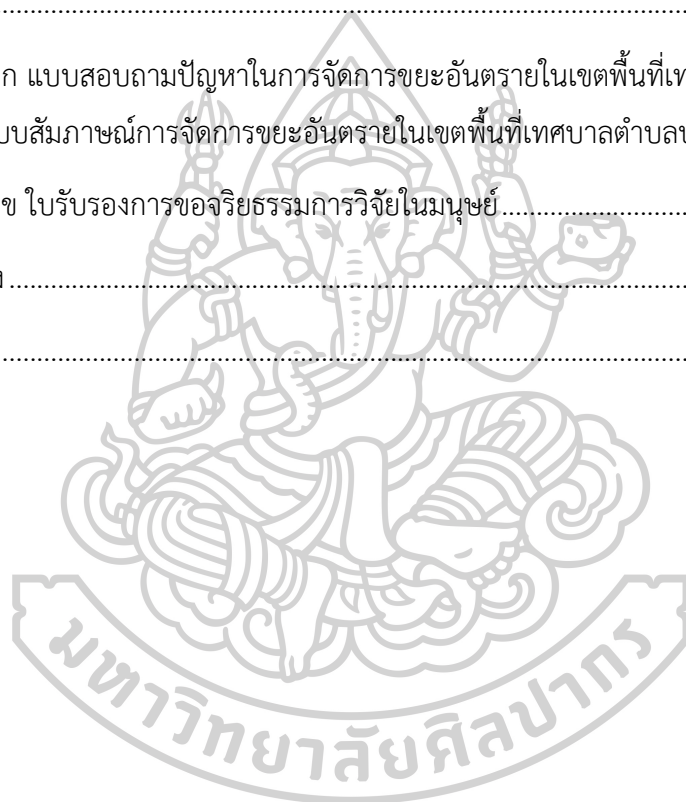 ....................................................................................................
ก แบบสอบถามปัญหาในการจัดการขยะอันตรายในเขตพื้นที่เท
บบสัมภาษณ์การจัดการขยะอันตรายในเขตพื้นที่เทศบาลตำบล
ข ใบรับรองการขอจริยธรรมการวิจัยในมนุษย์..............................
....................................................................................................
....................................................................................................
มหาวิทยาลัยศิลปากร